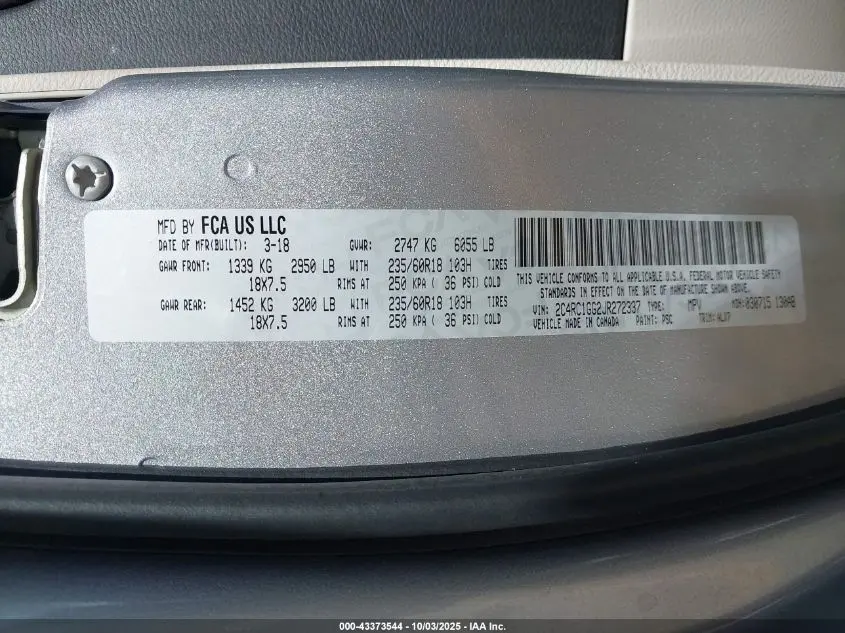 MFD BY FCA US LLC
DATE OF MFR(BUILT): 3-18 GVWR: 2747 KG 6055 LB
GAWR FRONT: 1339 KG 2950 LB WITH 235/60R18 103H TIRES
18X7.5 RIMS AT 250 KPA ( 36 PSI) COLD
GAWR REAR: 1452 KG 3200 LB WITH 235/60R18 103H TIRES
18X7.5 RIMS AT 250 KPA ( 36 PSI) COLD
THIS VEHICLE CONFORMS TO ALL APPLICABLE U.S.A. FEDERAL MOTOR VEHICLE SAFETY
STANDARDS IN EFFECT ON THE DATE OF MANUFACTURE SHOWN ABOVE.
VIN: 2C4RC1GG2JR272337 TYPE: MPV MDH: 030715 130AB
VEHICLE MADE IN CANADA PAINT: PSC TRIM:
000-43373544 | 10/03/2025 - IAA Inc.